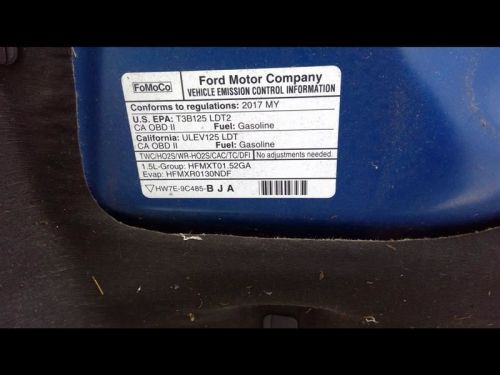 FoMoCo
Ford Motor Company
VEHICLE EMISSION CONTROL INFORMATION
Conforms to regulations: 2017 MY
U.S. EPA: T3B125 LDT2
CA OBD II Fuel: Gasoline
California: ULEV125 LDT
CA OBD II Fuel: Gasoline
TWC/HO2S/WR-HO2S/CAC/TC/DFI No adjustments needed.
1.5L-Group: HFMXT01.52GA
Evap: HFMXR0130NDF
HW7E-9C485-B J A